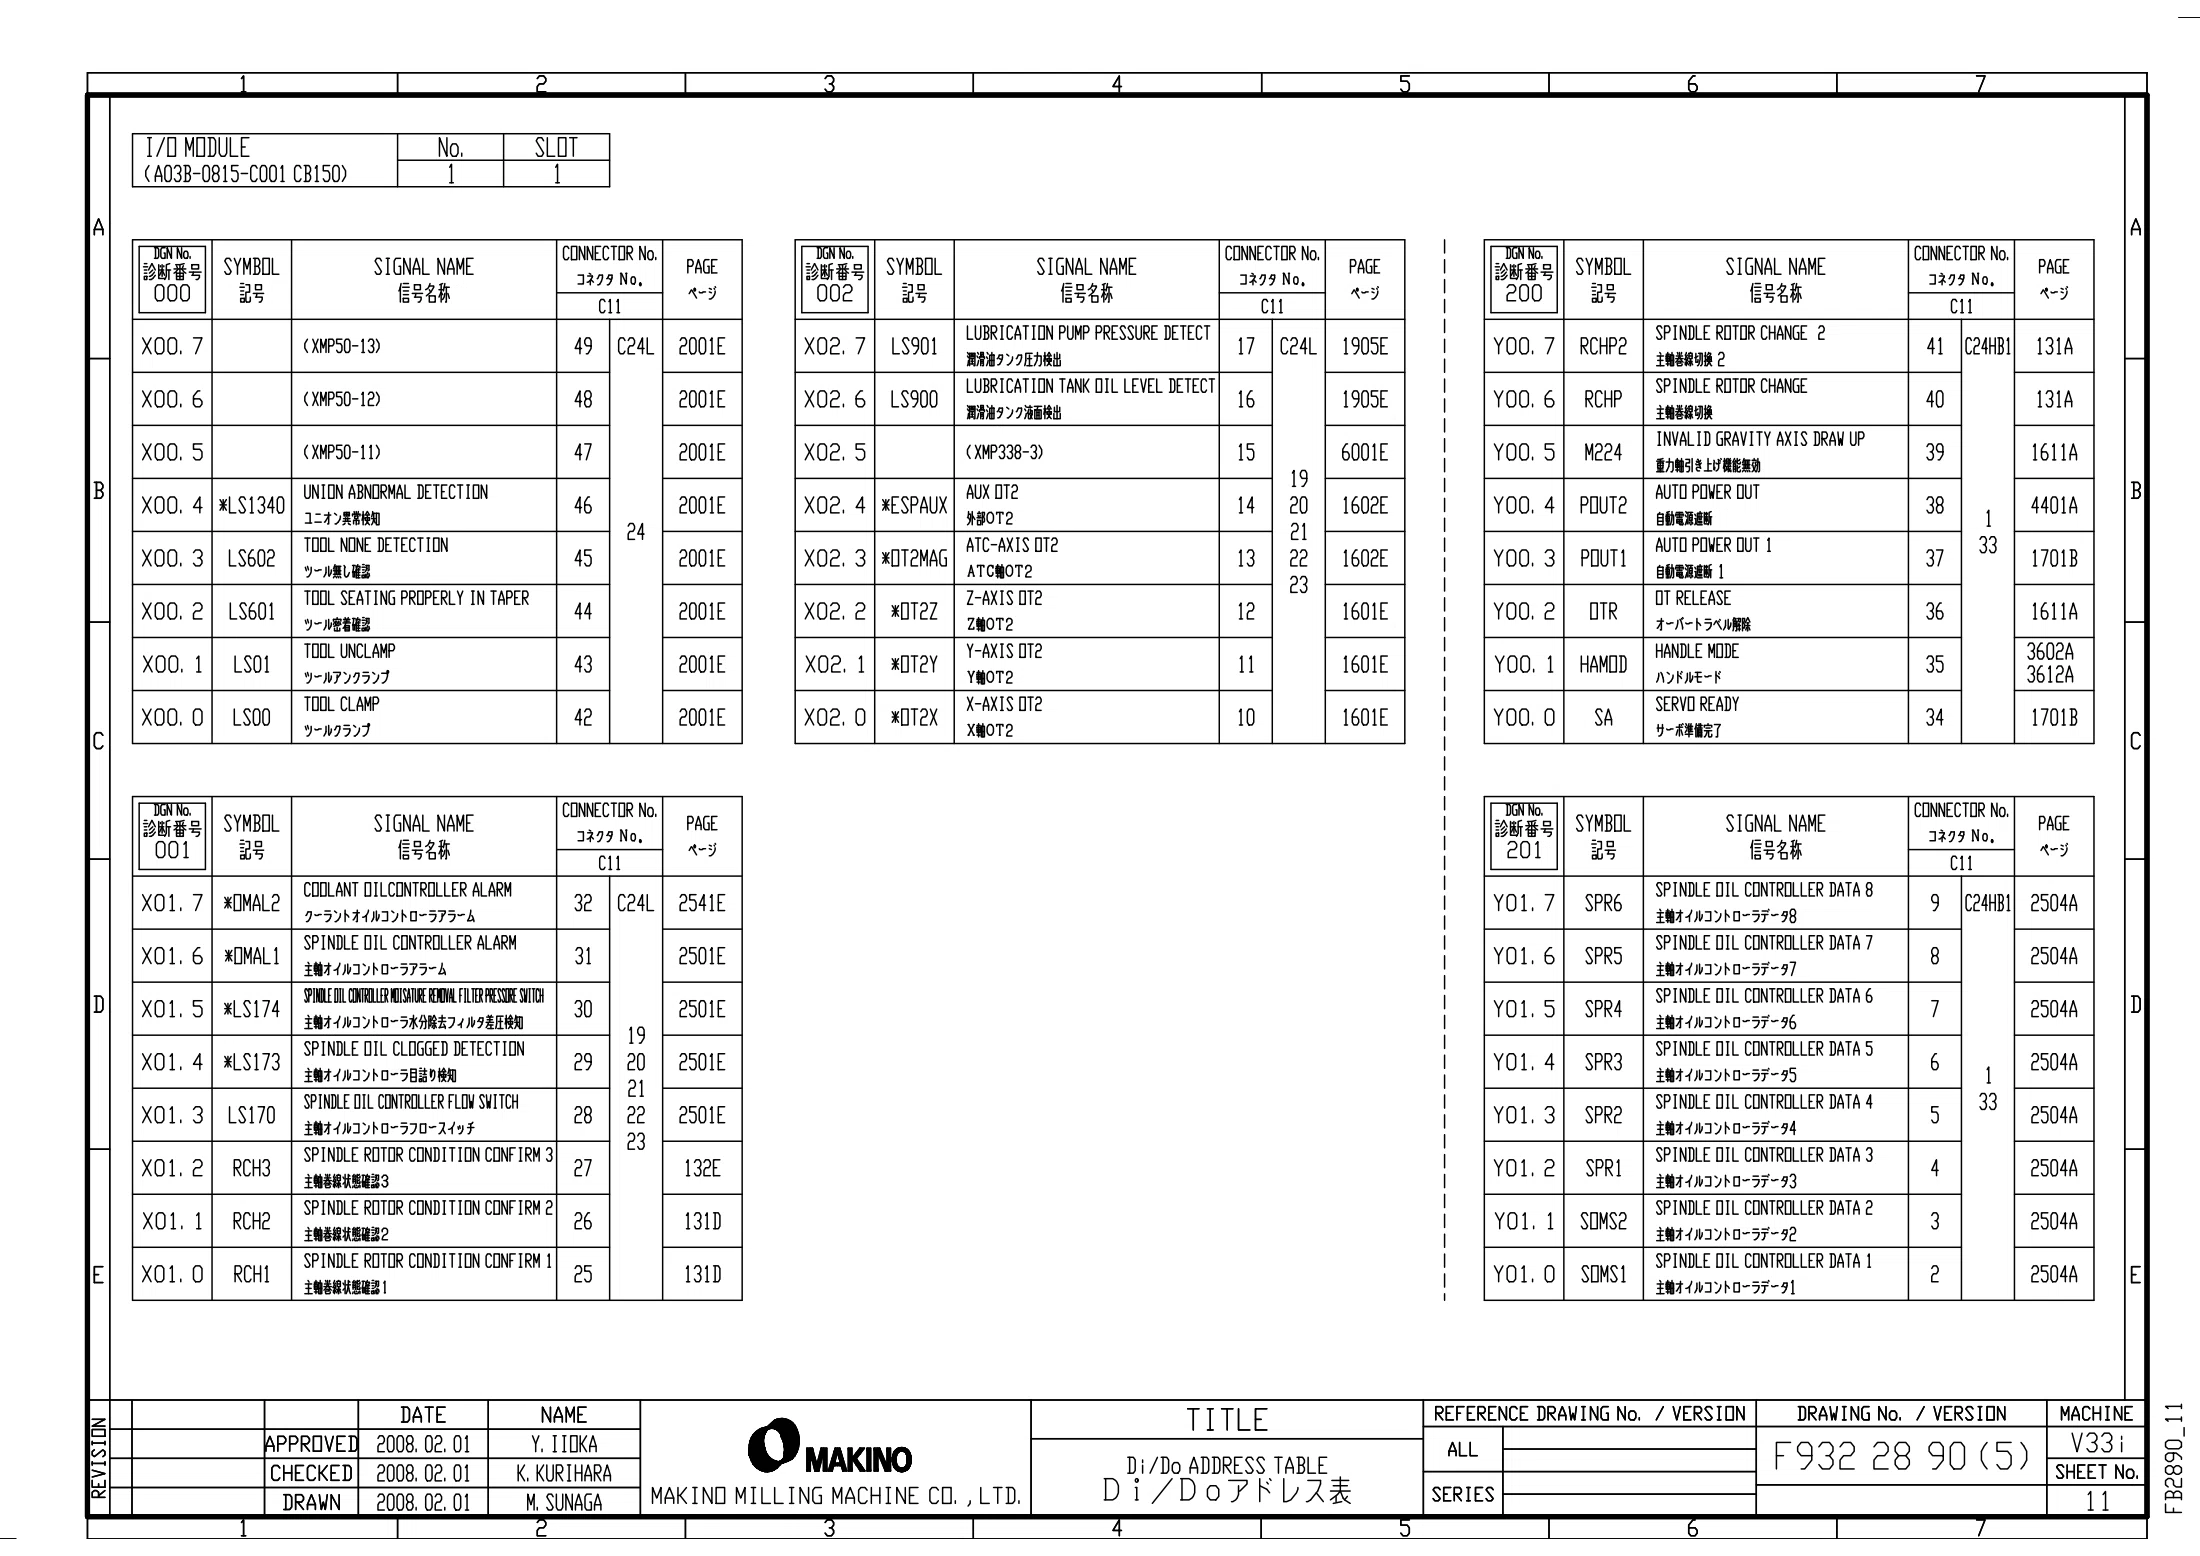 1 2 3 4 5 6 7
I/O MODULE No. SLOT
(A03B-0815-C001 CB150) 1 1
A A
DGN No. 診断番号 000 SYMBOL 記号 SIGNAL NAME 信号名称 CONNECTOR No. コネクタ No. C11 PAGE ページ
X00.7 (XMP50-13) 49 C24L 2001E
X00.6 (XMP50-12) 48 2001E
X00.5 (XMP50-11) 47 2001E
X00.4 *LS1340 UNION ABNORMAL DETECTION 46 2001E
ユニオン異常検知
24
X00.3 LS602 TOOL NONE DETECTION 45 2001E
ツール無し確認
X00.2 LS601 TOOL SEATING PROPERLY IN TAPER 44 2001E
ツール密着確認
X00.1 LS01 TOOL UNCLAMP 43 2001E
ツールアンクランプ
X00.0 LS00 TOOL CLAMP 42 2001E
ツールクランプ
DGN No. 診断番号 002 SYMBOL 記号 SIGNAL NAME 信号名称 CONNECTOR No. コネクタ No. C11 PAGE ページ
X02.7 LS901 LUBRICATION PUMP PRESSURE DETECT 17 C24L 1905E
潤滑油タンク圧力検出
X02.6 LS900 LUBRICATION TANK OIL LEVEL DETECT 16 1905E
潤滑油タンク液面検出
X02.5 (XMP338-3) 15 6001E
19
20
21
22
23
X02.4 *ESPAUX AUX OT2 14 1602E
外部OT2
X02.3 *OT2MAG ATC-AXIS OT2 13 1602E
ATC軸OT2
X02.2 *OT2Z Z-AXIS OT2 12 1601E
Z軸OT2
X02.1 *OT2Y Y-AXIS OT2 11 1601E
Y軸OT2
X02.0 *OT2X X-AXIS OT2 10 1601E
X軸OT2
DGN No. 診断番号 200 SYMBOL 記号 SIGNAL NAME 信号名称 CONNECTOR No. コネクタ No. C11 PAGE ページ
Y00.7 RCHP2 SPINDLE ROTOR CHANGE 2 41 C24HB1 131A
主軸巻線切換 2
Y00.6 RCHP SPINDLE ROTOR CHANGE 40 131A
主軸巻線切換
Y00.5 M224 INVALID GRAVITY AXIS DRAW UP 39 1611A
重力軸引き上げ機能無効
Y00.4 POUT2 AUTO POWER OUT 38 4401A
自動電源遮断
1
33
Y00.3 POUT1 AUTO POWER OUT 1 37 1701B
自動電源遮断 1
Y00.2 OTR OT RELEASE 36 1611A
オーバートラベル解除
Y00.1 HAMOD HANDLE MODE 35 3602A
ハンドルモード 3612A
Y00.0 SA SERVO READY 34 1701B
サーボ準備完了
B B
C C
DGN No. 診断番号 001 SYMBOL 記号 SIGNAL NAME 信号名称 CONNECTOR No. コネクタ No. C11 PAGE ページ
X01.7 *OMAL2 COOLANT OILCONTROLLER ALARM 32 C24L 2541E
クーラントオイルコントローラアラーム
X01.6 *OMAL1 SPINDLE OIL CONTROLLER ALARM 31 2501E
主軸オイルコントローラアラーム
X01.5 *LS174 SPINDLE OIL CONTROLLER MOISATURE REMOVAL FILTER PRESSURE SWITCH 30 2501E
主軸オイルコントローラ水分除去フィルタ差圧検知
19
20
21
22
23
X01.4 *LS173 SPINDLE OIL CLOGGED DETECTION 29 2501E
主軸オイルコントローラ目詰り検知
X01.3 LS170 SPINDLE OIL CONTROLLER FLOW SWITCH 28 2501E
主軸オイルコントローラフロースイッチ
X01.2 RCH3 SPINDLE ROTOR CONDITION CONFIRM 3 27 132E
主軸巻線状態確認3
X01.1 RCH2 SPINDLE ROTOR CONDITION CONFIRM 2 26 131D
主軸巻線状態確認2
X01.0 RCH1 SPINDLE ROTOR CONDITION CONFIRM 1 25 131D
主軸巻線状態確認1
DGN No. 診断番号 201 SYMBOL 記号 SIGNAL NAME 信号名称 CONNECTOR No. コネクタ No. C11 PAGE ページ
Y01.7 SPR6 SPINDLE OIL CONTROLLER DATA 8 9 C24HB1 2504A
主軸オイルコントローラデータ8
Y01.6 SPR5 SPINDLE OIL CONTROLLER DATA 7 8 2504A
主軸オイルコントローラデータ7
Y01.5 SPR4 SPINDLE OIL CONTROLLER DATA 6 7 2504A
主軸オイルコントローラデータ6
Y01.4 SPR3 SPINDLE OIL CONTROLLER DATA 5 6 2504A
主軸オイルコントローラデータ5
1
33
Y01.3 SPR2 SPINDLE OIL CONTROLLER DATA 4 5 2504A
主軸オイルコントローラデータ4
Y01.2 SPR1 SPINDLE OIL CONTROLLER DATA 3 4 2504A
主軸オイルコントローラデータ3
Y01.1 SOMS2 SPINDLE OIL CONTROLLER DATA 2 3 2504A
主軸オイルコントローラデータ2
Y01.0 SOMS1 SPINDLE OIL CONTROLLER DATA 1 2 2504A
主軸オイルコントローラデータ1
D D
E E
REVISION
DATE NAME
APPROVED 2008.02.01 Y. IIOKA
CHECKED 2008.02.01 K. KURIHARA
DRAWN 2008.02.01 M. SUNAGA
MAKINO
MAKINO MILLING MACHINE CO.,LTD.
TITLE
Di/Do ADDRESS TABLE
Di/Doアドレス表
REFERENCE DRAWING No. / VERSION
ALL
SERIES
DRAWING No. / VERSION
F932 28 90(5)
MACHINE
V33i
SHEET No.
11
FB2890_11
1 2 3 4 5 6 7